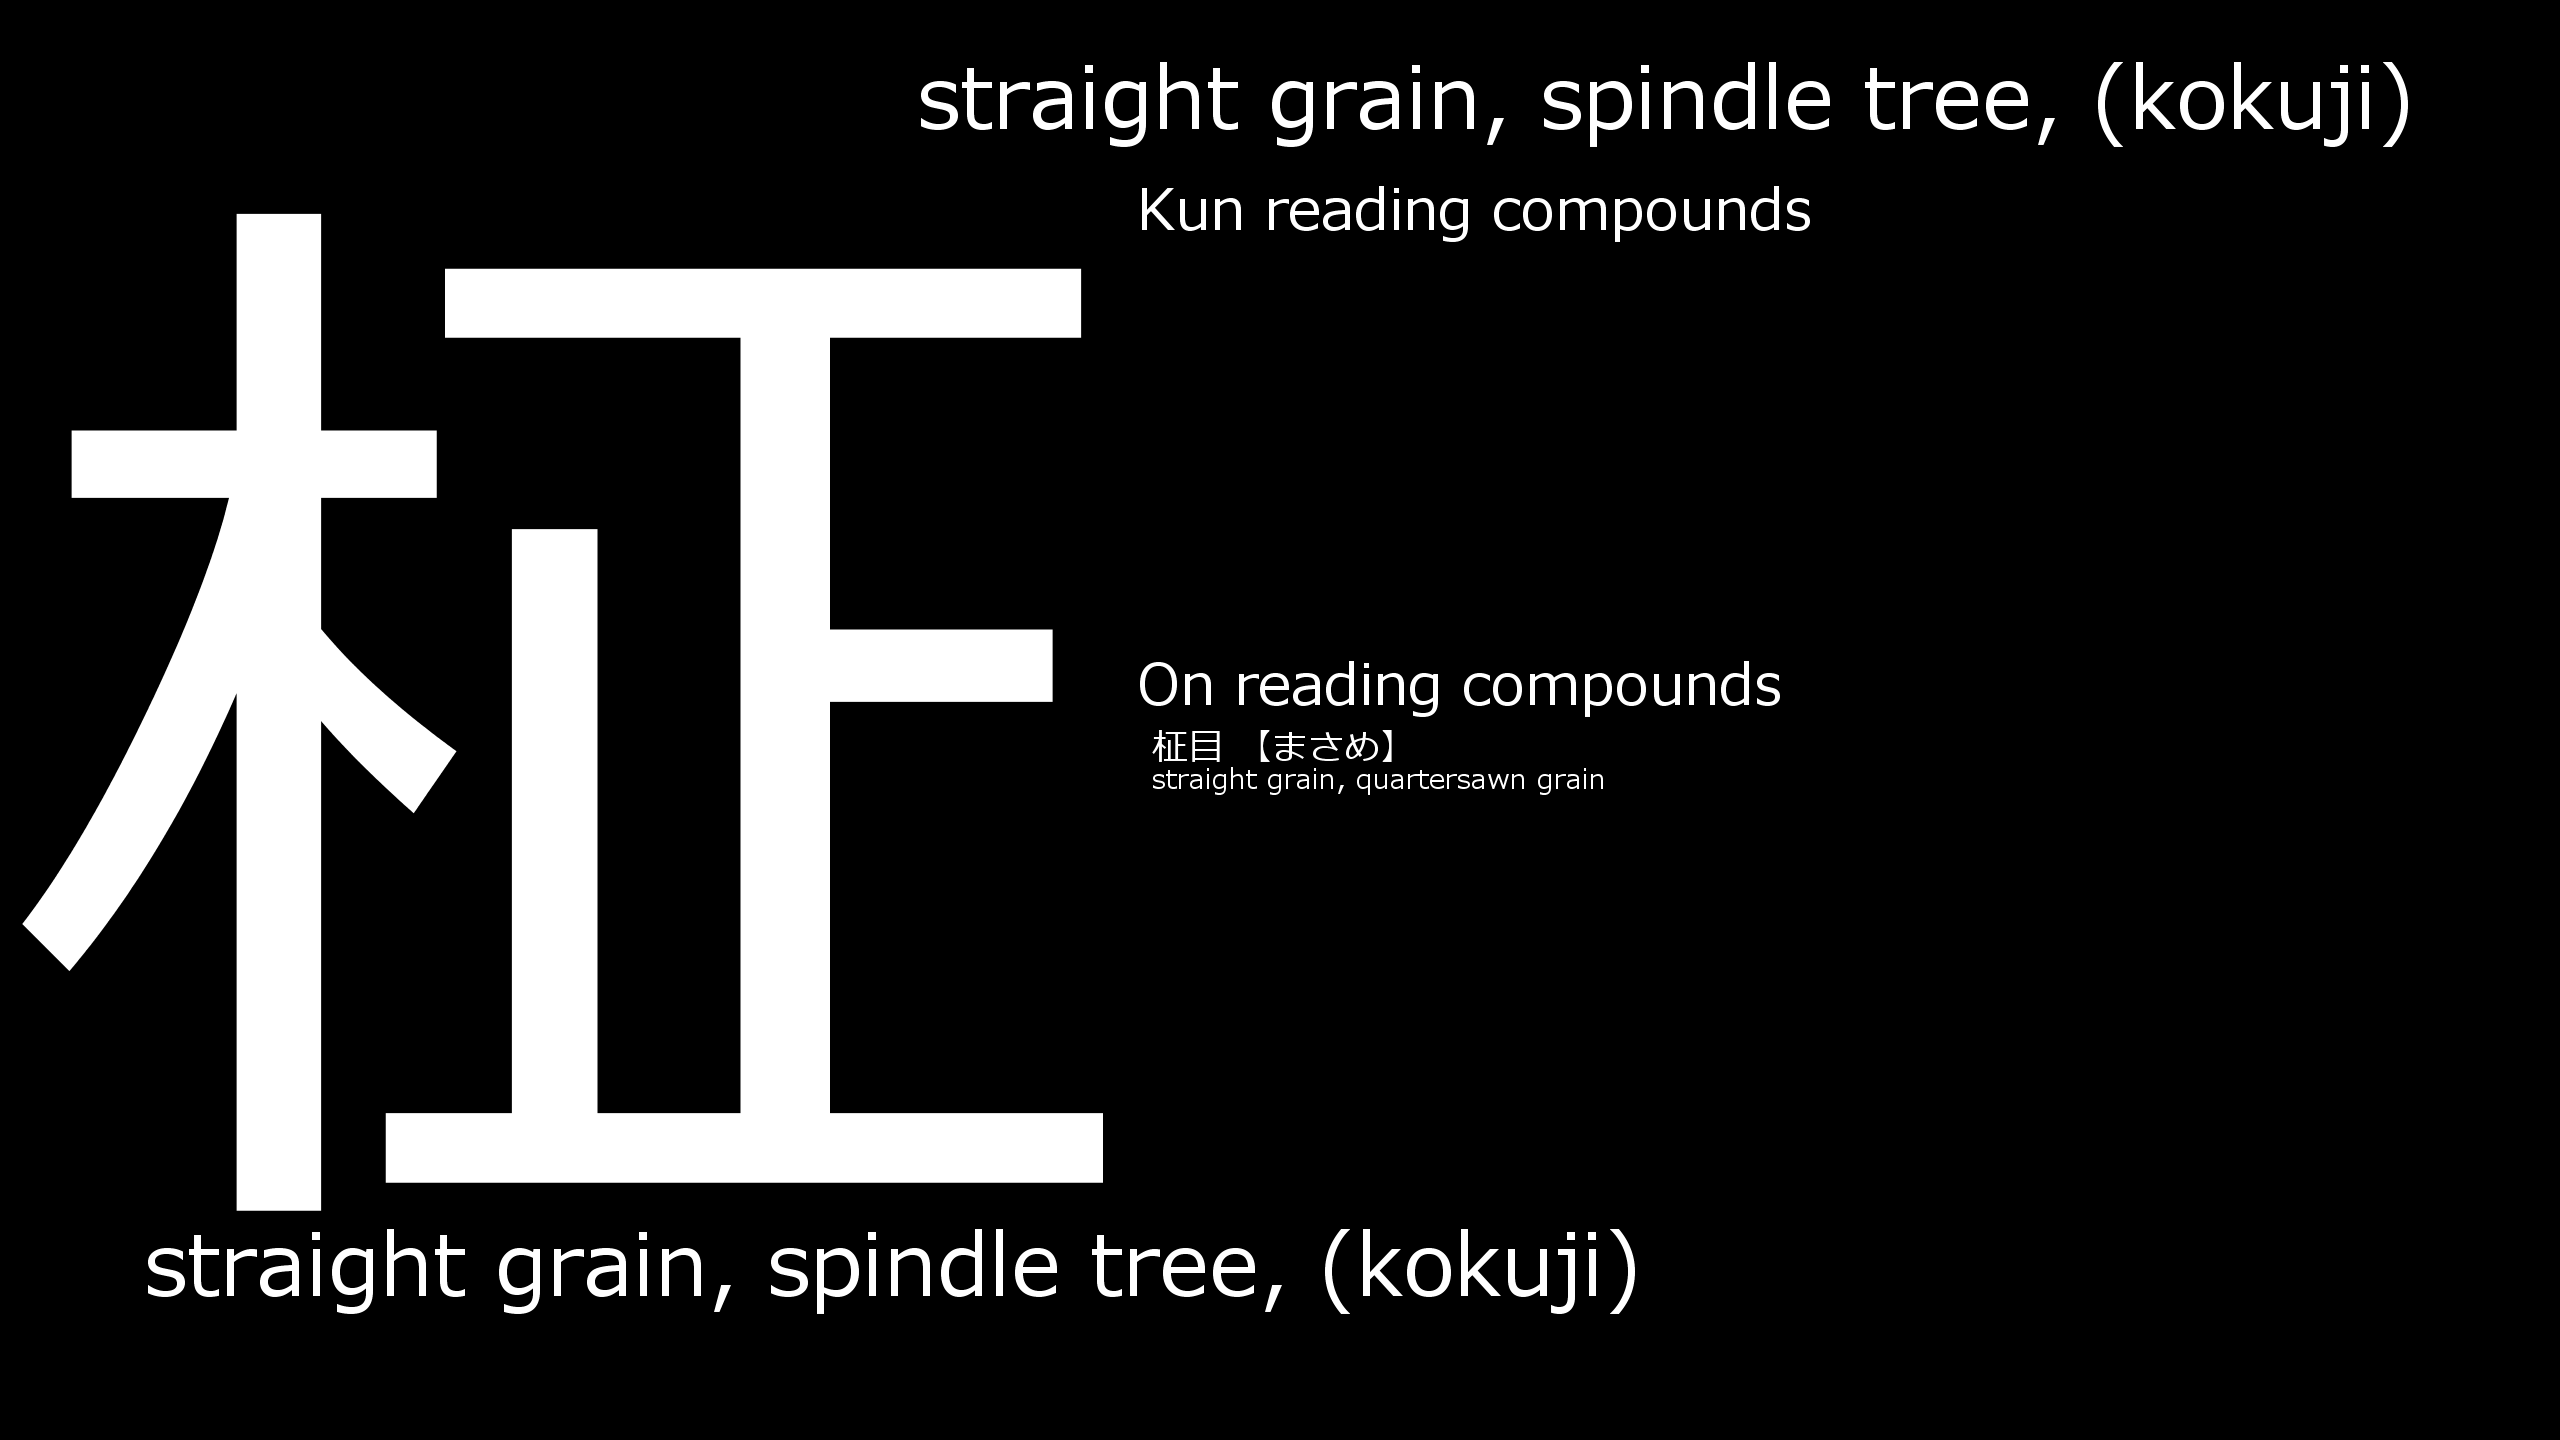 straight grain, spindle tree, (kokuji)
柾
Kun reading compounds
On reading compounds
柾目 【まさめ】
straight grain, quartersawn grain
straight grain, spindle tree, (kokuji)